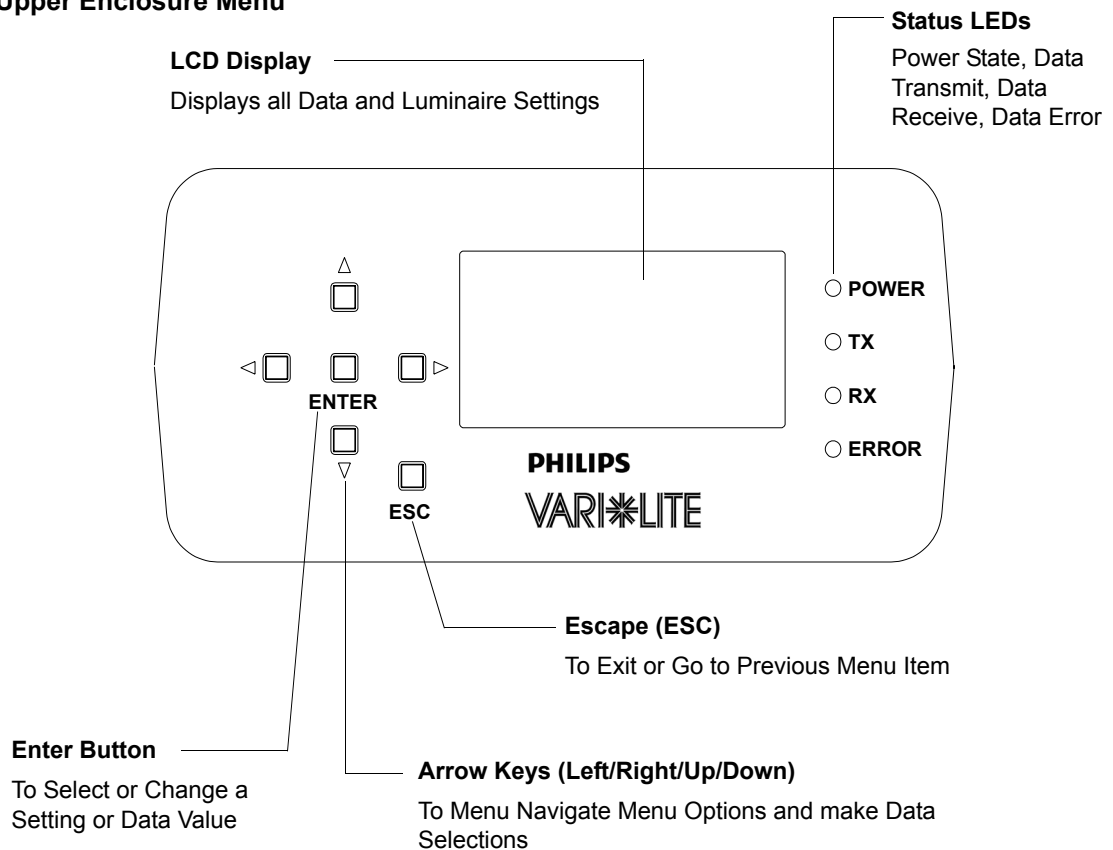 Upper Enclosure Menu
Status LEDs
Power State, Data
Transmit, Data
Receive, Data Error
LCD Display
Displays all Data and Luminaire Settings
POWER
TX
RX
ERROR
ENTER
ESC
PHILIPS
VARI*LITE
Escape (ESC)
To Exit or Go to Previous Menu Item
Enter Button
To Select or Change a
Setting or Data Value
Arrow Keys (Left/Right/Up/Down)
To Menu Navigate Menu Options and make Data
Selections